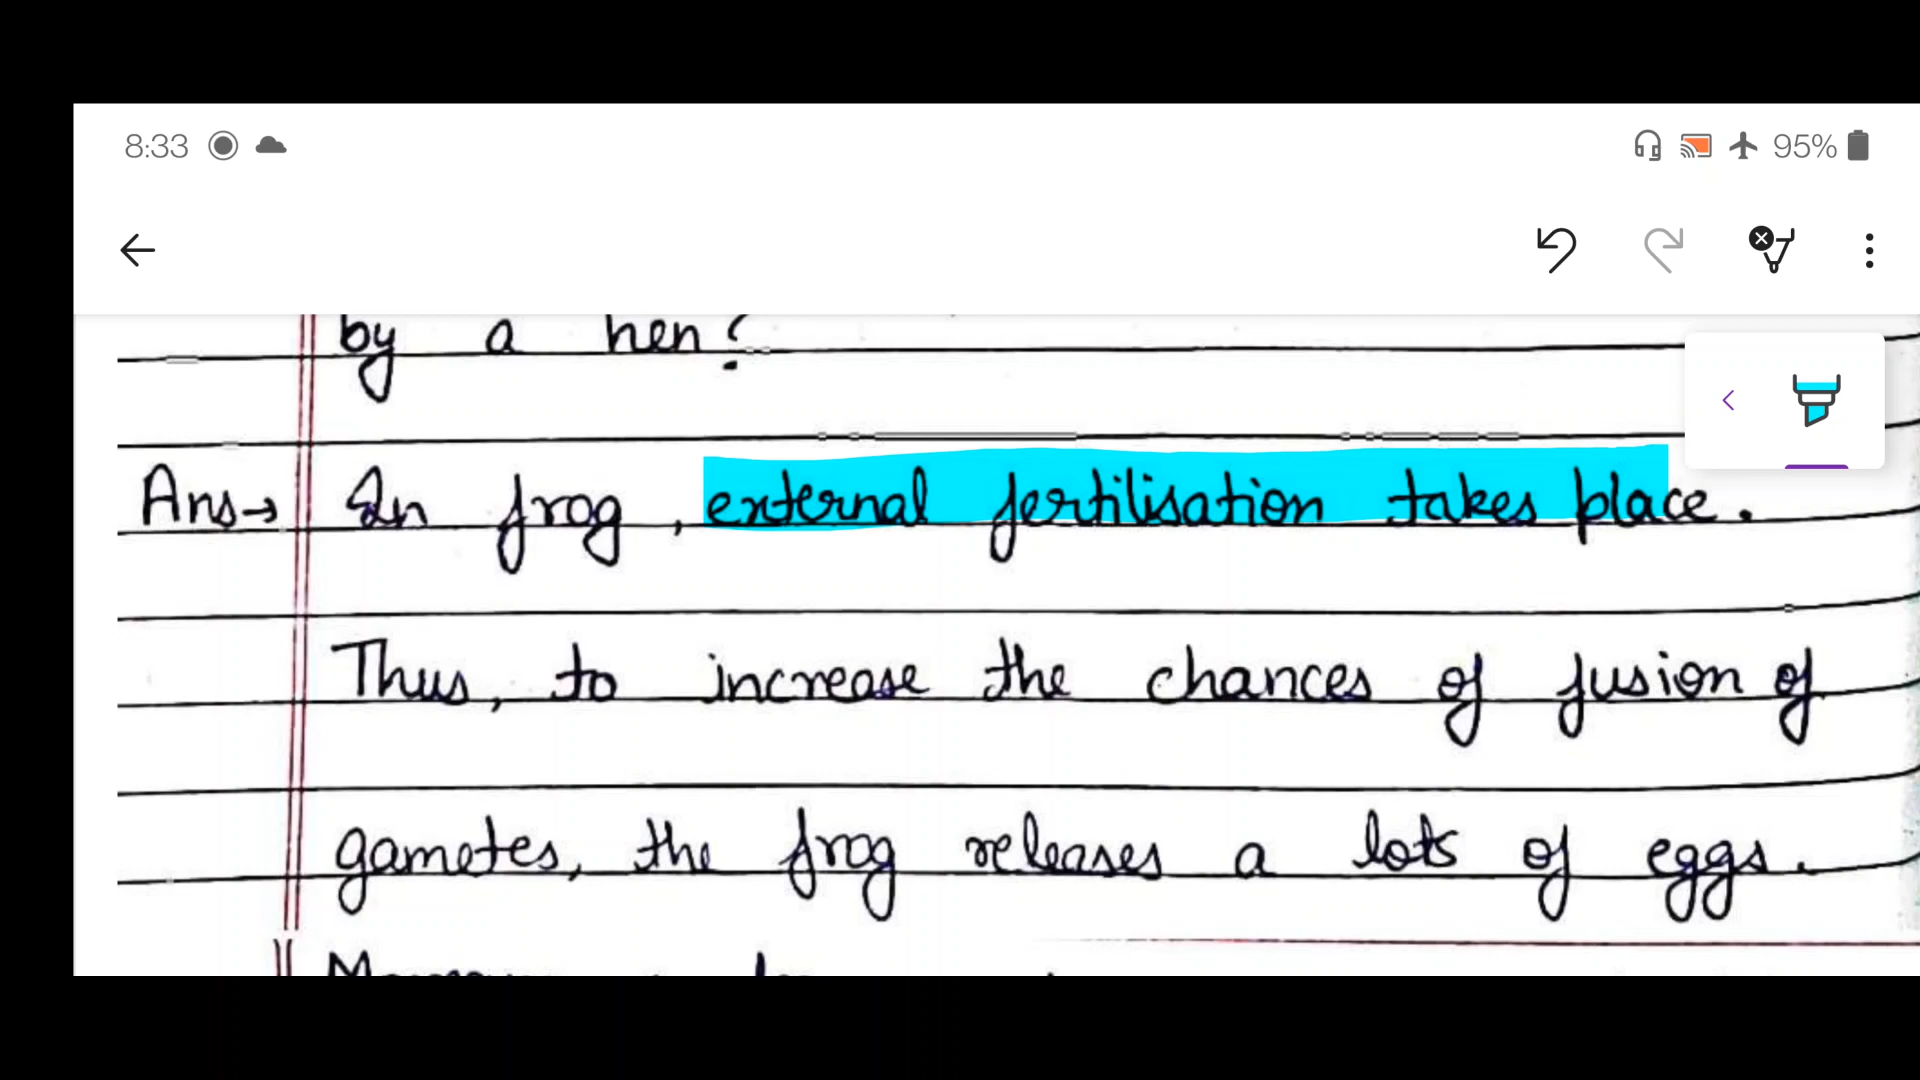 8:33
95%
by a hen?
Ans→ In frog, external fertilisation takes place.
Thus, to increase the chances of fusion of
gametes, the frog releases a lots of eggs.